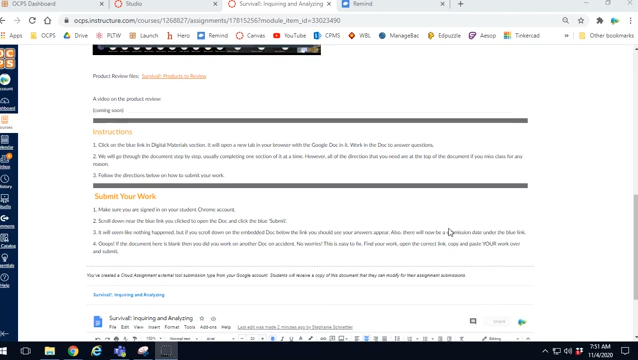 OCPS Dashboard
Studio
Survival!: Inquiring and Analyzing
Remind
ocps.instructure.com/courses/1268827/assignments/17815256?module_item_id=33023490
Apps
OCPS
Drive
PLTW
Launch
Hero
Remind
Canvas
YouTube
CPMS
WBL
ManageBac
Edpuzzle
Aesop
Timnctact:
Other bookmarks
Product Review files: Survival!: Products to Review
A video on the product review:
(coming soon)
Instructions
1. Click on the blue link in Digital Materials section. It will open a new tab in your browser with the Google Doc in it. Work in the Doc to answer questions.
2. We will go through the document step by step, usually completing one section of it at a time. However, all of the direction that you need are at the top of the document if you miss class for any
reason.
3. Follow the directions below on how to submit your work.
Submit Your Work
1. Make sure you are signed in on your student Chrome account.
2. Scroll down near the blue link you clicked to open the Doc and click the blue 'Submit'.
3. It will seem like nothing happened, but if you scroll down on the embedded Doc below the link you should see your answers appear. Also, there will now be a submission date under the blue link.
4. Oops! If the document here is blank then you did you work on another Doc on accident. No worries! This is easy to fix. Find your work, open the correct link, copy and paste YOUR work over
and submit.
You've created a Cloud Assignment external tool submission type from your Google account. Students will receive a copy of this document that they can modify for their assignment submissions.
Survival!: Inquiring and Analyzing
Survival!: Inquiring and Analyzing
File Edit View Insert Format Tools Add-ons Help Last edit was made 2 minutes ago by Stephanie Schnettler
Share
Editing
7:51 AM
11/4/2020